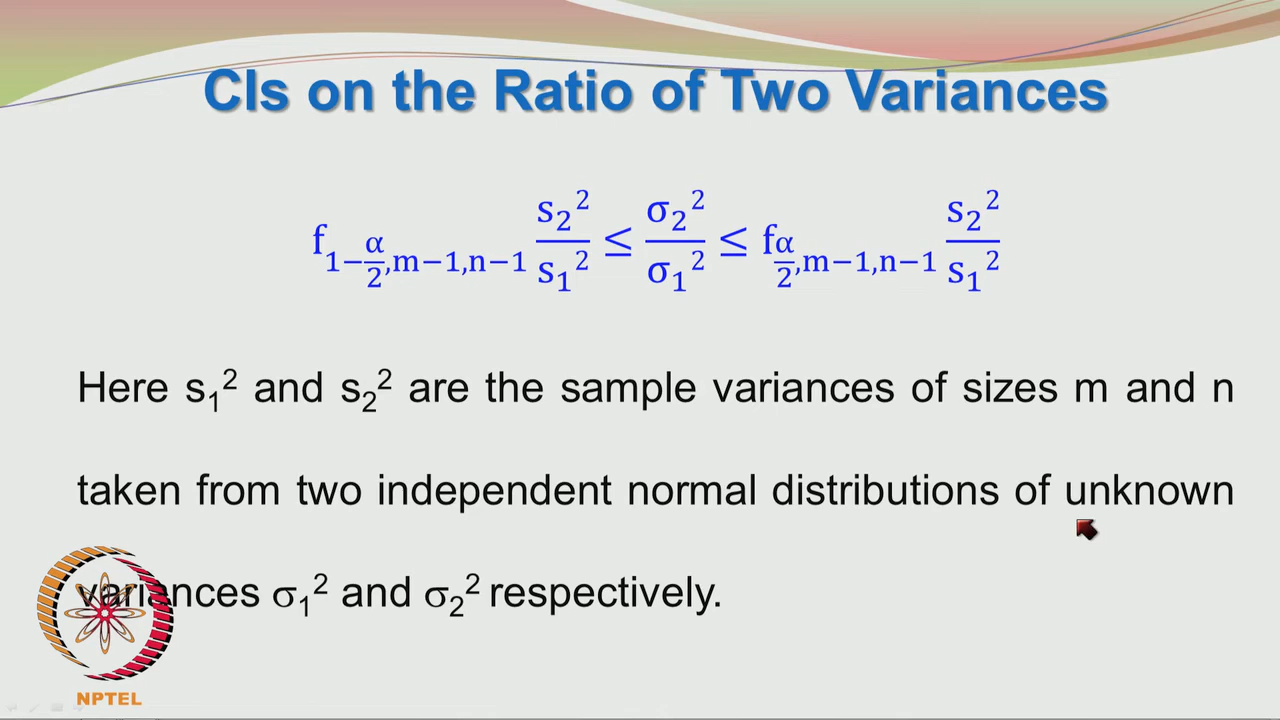 CIs on the Ratio of Two Variances
f₁₋α/₂,m−1,n−1 s₂²/s₁² ≤ σ₂²/σ₁² ≤ fα/₂,m−1,n−1 s₂²/s₁²
Here s₁² and s₂² are the sample variances of sizes m and n
taken from two independent normal distributions of unknown
variances σ₁² and σ₂² respectively.
NPTEL